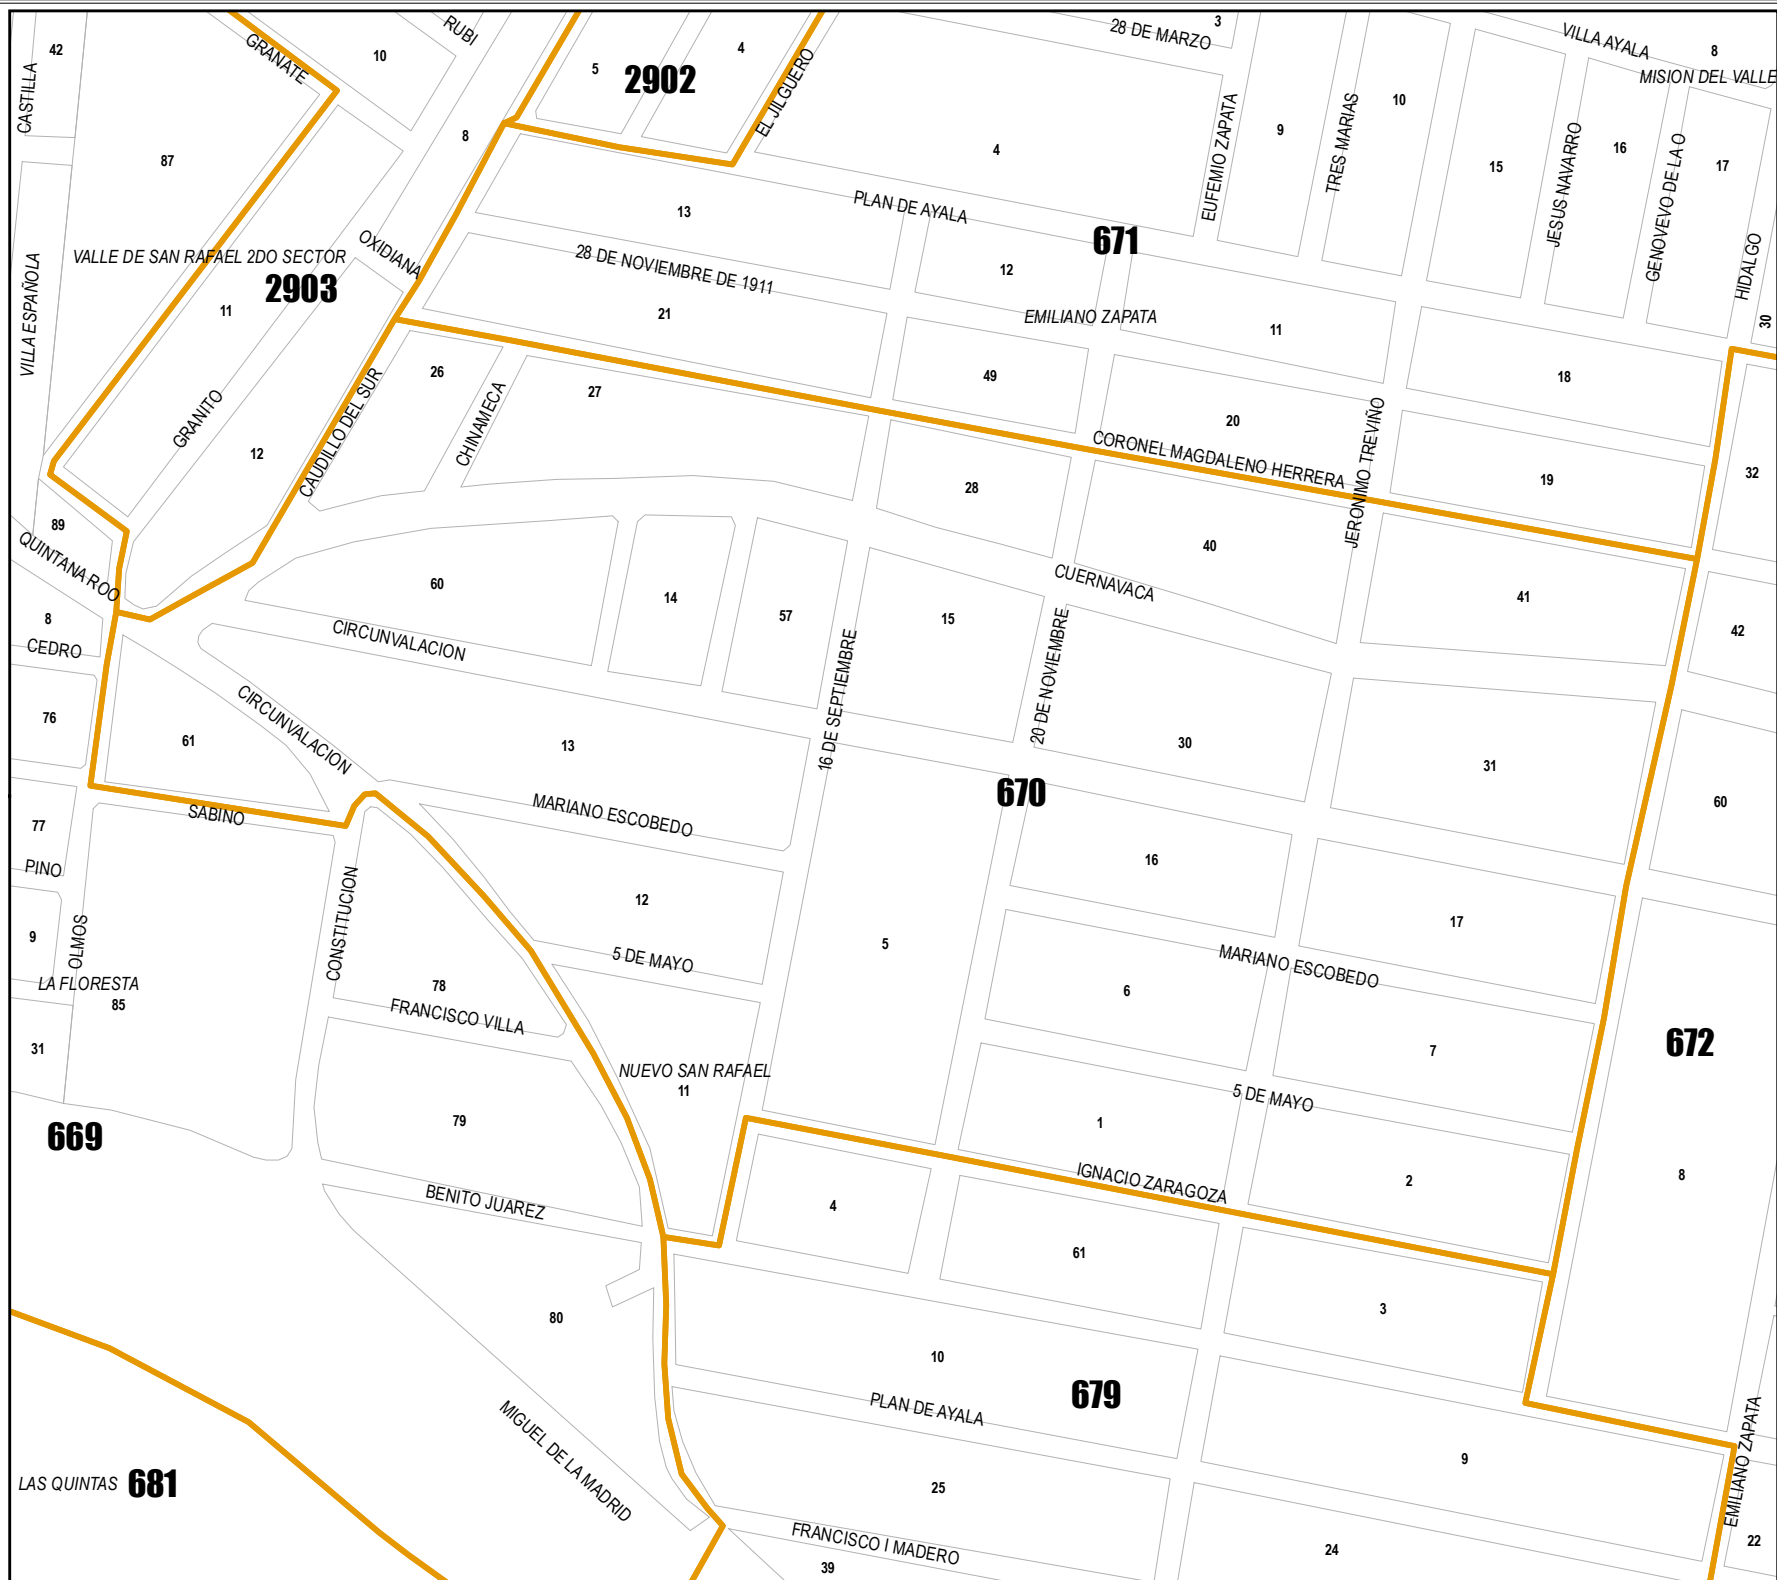 3
28 DE MARZO
RUBI
VILLA AYALA
8
42
GRANATE
10
4
5
2902
MISION DEL VALLE
CASTILLA
EL JILGUERO
10
EUFEMIO ZAPATA
TRES MARIAS
9
8
4
16
JESUS NAVARRO
GENOVEVO DE LA O
87
15
17
PLAN DE AYALA
13
671
OXIDIANA
VALLE DE SAN RAFAEL 2DO SECTOR
28 DE NOVIEMBRE DE 1911
12
HIDALGO
2903
VILLA ESPAÑOLA
11
21
EMILIANO ZAPATA
11
30
26
49
18
27
CAUDILLO DEL SUR
CHINAMECA
GRANITO
20
JERONIMO TREVIÑO
CORONEL MAGDALENO HERRERA
12
28
19
32
89
QUINTANA ROO
40
60
14
CUERNAVACA
41
8
57
15
42
CEDRO
CIRCUNVALACION
16 DE SEPTIEMBRE
20 DE NOVIEMBRE
76
CIRCUNVALACION
61
13
30
31
670
60
SABINO
MARIANO ESCOBEDO
77
PINO
16
CONSTITUCION
12
17
9
OLMOS
5
5 DE MAYO
MARIANO ESCOBEDO
LA FLORESTA
85
78
6
FRANCISCO VILLA
31
672
7
NUEVO SAN RAFAEL
11
5 DE MAYO
669
79
1
IGNACIO ZARAGOZA
2
8
BENITO JUAREZ
4
61
80
3
10
679
PLAN DE AYALA
MIGUEL DE LA MADRID
EMILIANO ZAPATA
9
LAS QUINTAS
681
25
FRANCISCO I MADERO
24
22
39